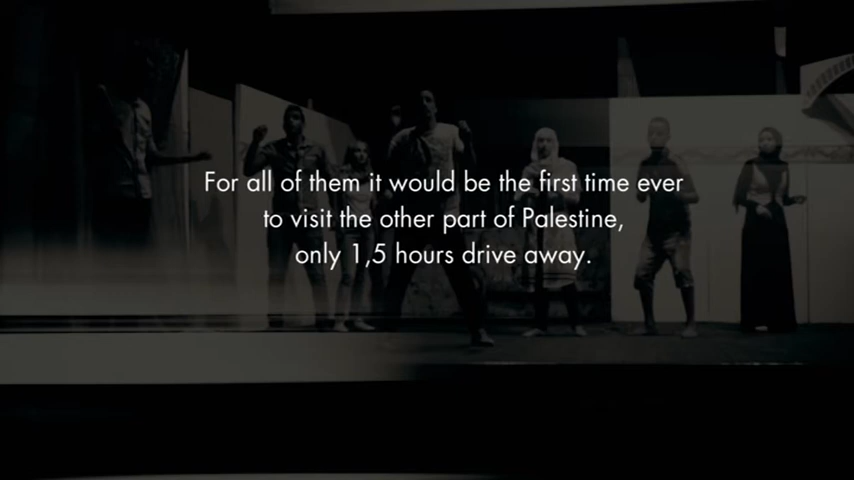 For all of them it would be the first time ever
to visit the other part of Palestine,
only 1,5 hours drive away.